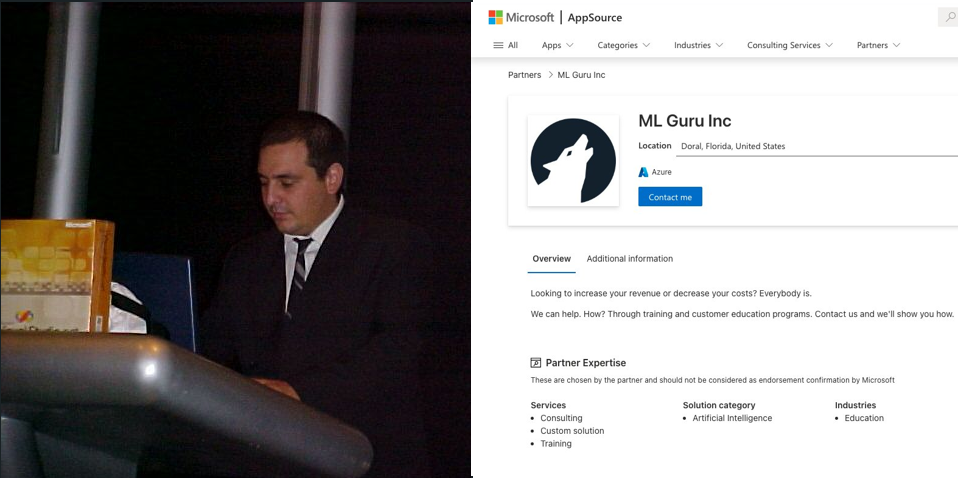 Microsoft
Microsoft | AppSource
All Apps Categories Industries Consulting Services Partners
Partners > ML Guru Inc
ML Guru Inc
Location Doral, Florida, United States
Azure
Contact me
Overview Additional information
Looking to increase your revenue or decrease your costs? Everybody is.
We can help. How? Through training and customer education programs. Contact us and we'll show you how.
Partner Expertise
These are chosen by the partner and should not be considered as endorsement confirmation by Microsoft
Services Solution category Industries
Consulting Artificial Intelligence Education
Custom solution
Training